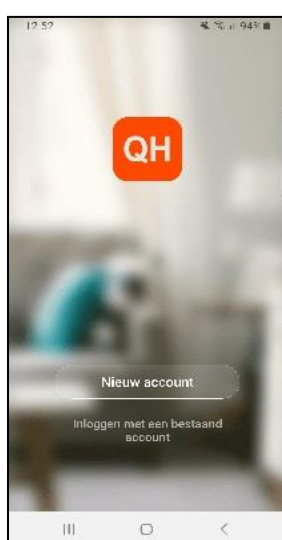 12:52
94%
QH
Nieuw account
Inloggen met een bestaand
account